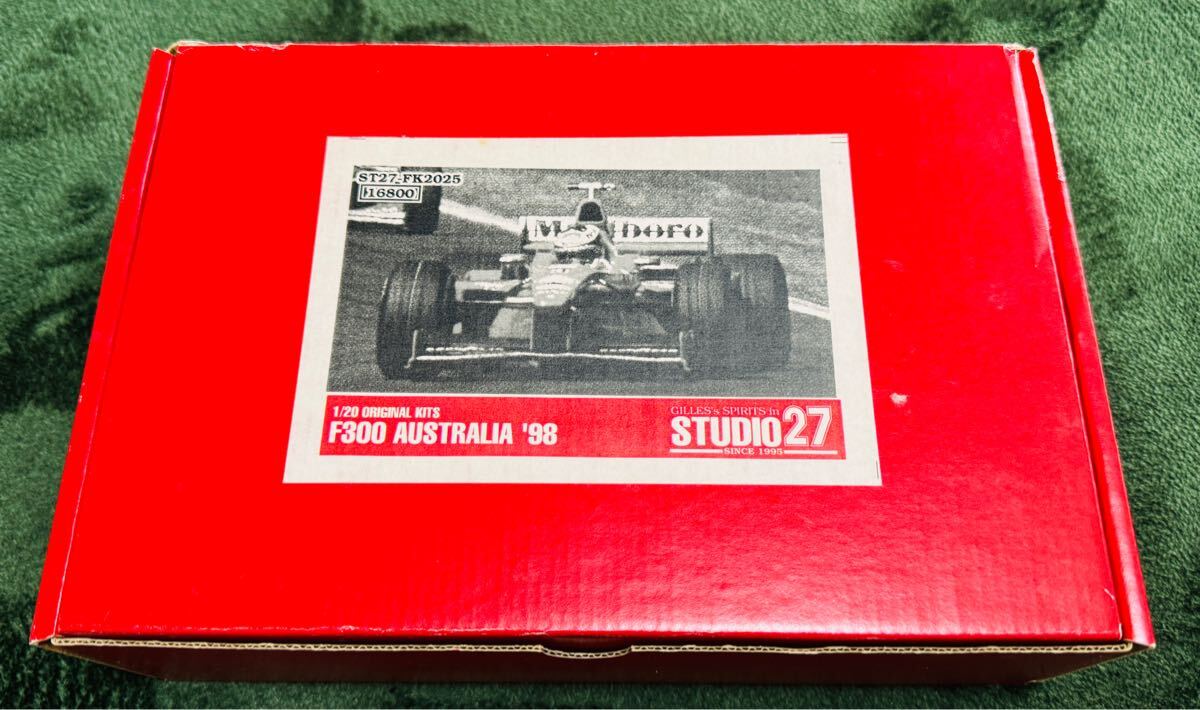 ST27-FK2025
16800
Marlboro
1/20 ORIGINAL KITS
F300 AUSTRALIA '98
GILLES's SPIRITS in
STUDIO27
SINCE 1995